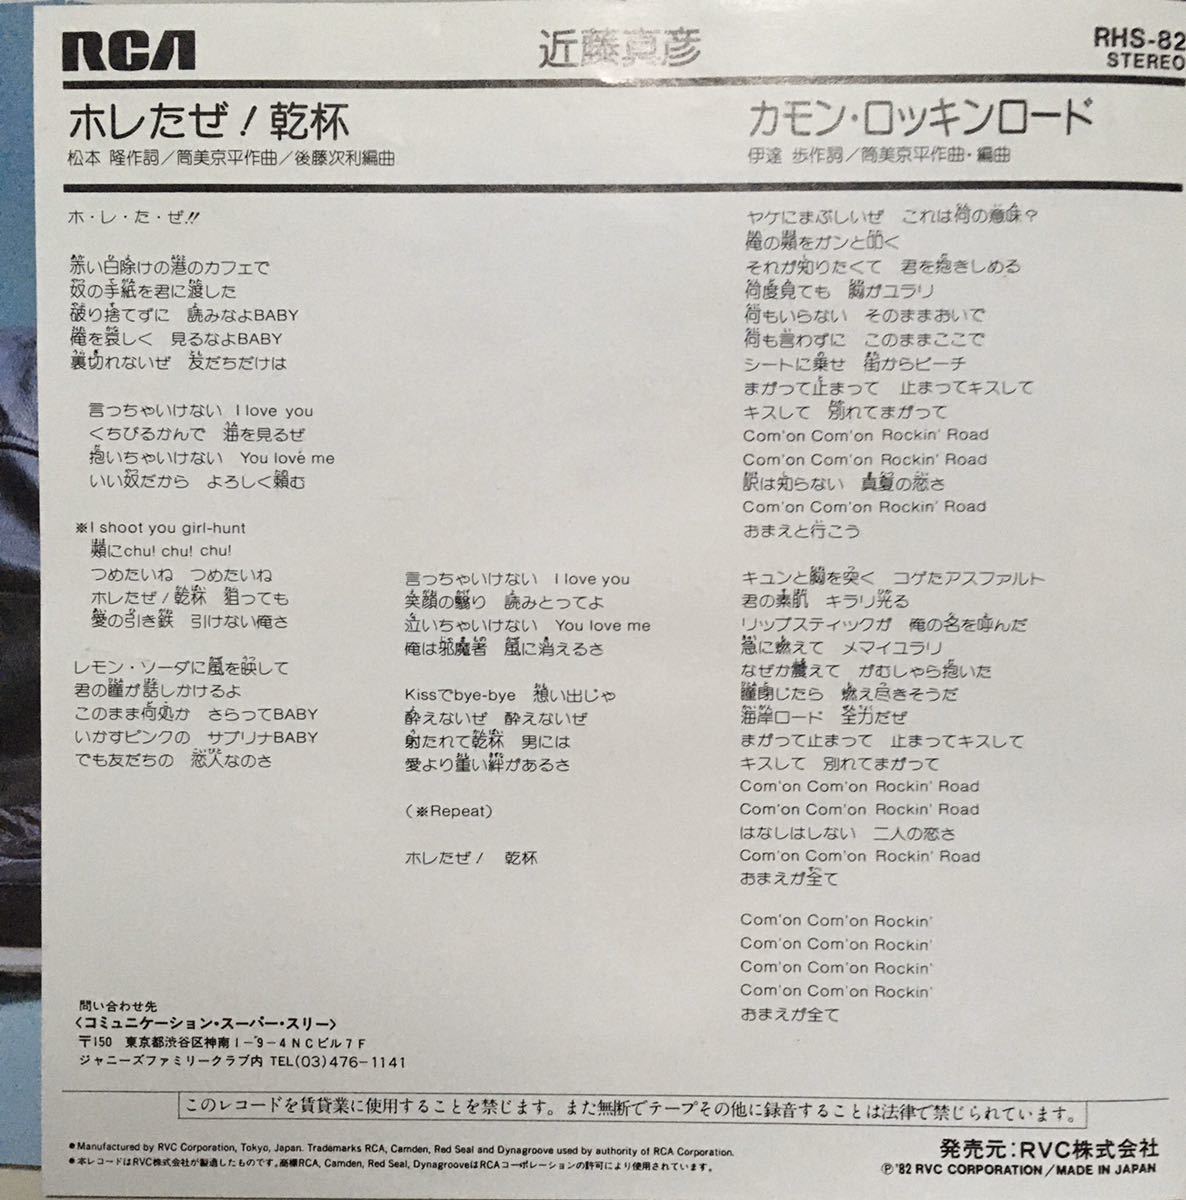 RCA
近藤真彦
RHS-82
STEREO
ホレたぜ!乾杯
松本 隆作詞/筒美京平作曲/後藤次利編曲
カモン・ロッキンロード
伊達 歩作詞/筒美京平作曲・編曲
ホ・レ・た・ぜ!!
赤い日除けの港のカフェで
奴の手紙を君に渡した
破り捨てずに 読みなよBABY
俺を哀しく 見るなよBABY
裏切れないぜ 友だちだけは
言っちゃいけない I love you
くちびるかんで 海を見るぜ
抱いちゃいけない You love me
いい奴だから よろしく頼む
※I shoot you girl-hunt
頬にchu! chu! chu!
つめたいね つめたいね
ホレたぜ!乾杯 狙っても
愛の引き鉄 引けない俺さ
レモン・ソーダに風を映して
君の瞳が話しかけるよ
このまま何処か さらってBABY
いかすピンクの サブリナBABY
でも友だちの 恋人なのさ
言っちゃいけない I love you
笑顔の翳り 読みとってよ
泣いちゃいけない You love me
俺は邪魔者 風に消えるさ
Kissでbye-bye 想い出じゃ
酔えないぜ 酔えないぜ
射たれて乾杯 男には
愛より重い絆があるさ
(※Repeat)
ホレたぜ! 乾杯
ヤケにまぶしいぜ これは何の意味?
俺の頬をガンと叩く
それが知りたくて 君を抱きしめる
何度見ても 胸がユラリ
何もいらない そのままおいで
何も言わずに このままここで
シートに乗せ 街からビーチ
まがって止まって 止まってキスして
キスして 別れてまがって
Com'on Com'on Rockin' Road
Com'on Com'on Rockin' Road
訳は知らない 真夏の恋さ
Com'on Com'on Rockin' Road
おまえと行こう
キュンと胸を突く コゲたアスファルト
君の素肌 キラリ光る
リップスティックが 俺の名を呼んだ
急に燃えて メマイユラリ
なぜか震えて がむしゃら抱いた
瞳閉じたら 燃え尽きそうだ
海岸ロード 全力だぜ
まがって止まって 止まってキスして
キスして 別れてまがって
Com'on Com'on Rockin' Road
Com'on Com'on Rockin' Road
はなしはしない 二人の恋さ
Com'on Com'on Rockin' Road
おまえが全て
Com'on Com'on Rockin'
Com'on Com'on Rockin'
Com'on Com'on Rockin'
Com'on Com'on Rockin'
おまえが全て
問い合わせ先
〈コミュニケーション・スーパー・スリー〉
〒150 東京都渋谷区神南1-9-4NCビル7F
ジャニーズファミリークラブ内 TEL(03)476-1141
このレコードを賃貸業に使用することを禁じます。また無断でテープその他に録音することは法律で禁じられています。
●Manufactured by RVC Corporation, Tokyo, Japan. Trademarks RCA, Camden, Red Seal and Dynagroove used by authority of RCA Corporation.
●本レコードはRVC株式会社が製造したものです。商標RCA, Camden, Red Seal, DynagrooveはRCAコーポレーションの許可により使用されています。
発売元:RVC株式会社
Ⓟ'82 RVC CORPORATION/MADE IN JAPAN